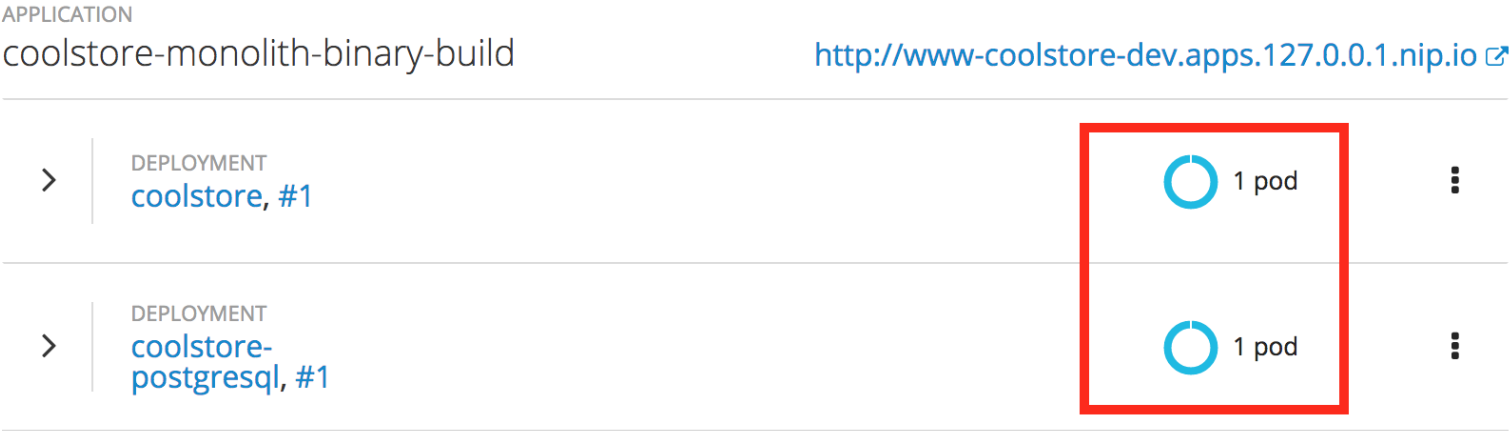 APPLICATION
coolstore-monolith-binary-build
http://www-coolstore-dev.apps.127.0.0.1.nip.io
DEPLOYMENT
coolstore, #1
1 pod
DEPLOYMENT
coolstore-
postgresql, #1
1 pod